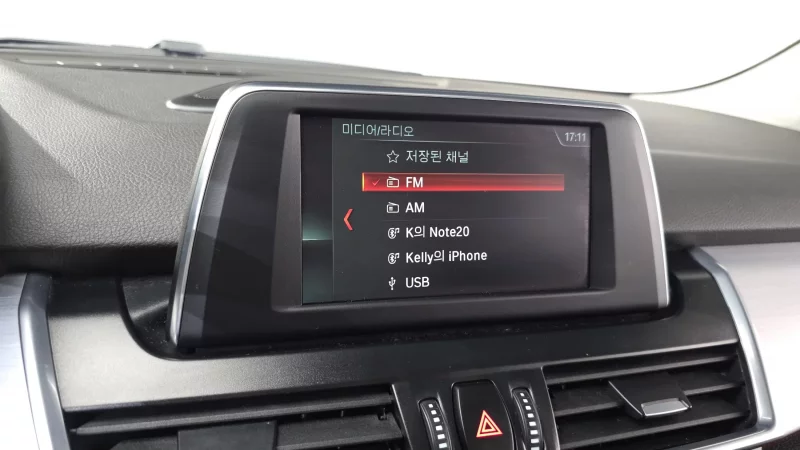 미디어/라디오
17:11
저장된 채널
FM
AM
K의 Note20
Kelly의 iPhone
USB